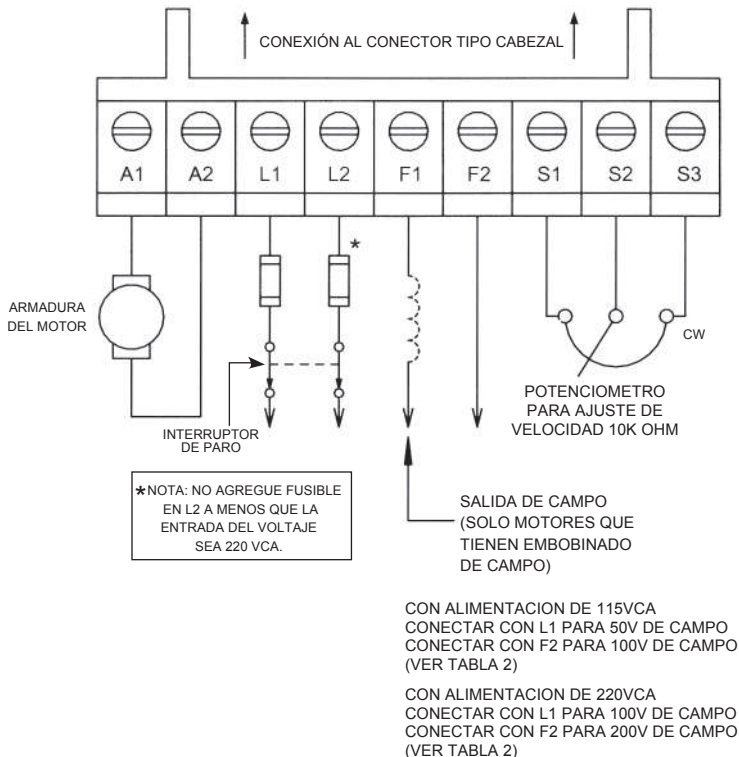 CONEXIÓN AL CONECTOR TIPO CABEZAL
A1 A2 L1 L2 F1 F2 S1 S2 S3
*
ARMADURA
DEL MOTOR
CW
INTERRUPTOR
DE PARO
POTENCIOMETRO
PARA AJUSTE DE
VELOCIDAD 10K OHM
*NOTA: NO AGREGUE FUSIBLE
EN L2 A MENOS QUE LA
ENTRADA DEL VOLTAJE
SEA 220 VCA.
SALIDA DE CAMPO
(SOLO MOTORES QUE
TIENEN EMBOBINADO
DE CAMPO)
CON ALIMENTACION DE 115VCA
CONECTAR CON L1 PARA 50V DE CAMPO
CONECTAR CON F2 PARA 100V DE CAMPO
(VER TABLA 2)
CON ALIMENTACION DE 220VCA
CONECTAR CON L1 PARA 100V DE CAMPO
CONECTAR CON F2 PARA 200V DE CAMPO
(VER TABLA 2)